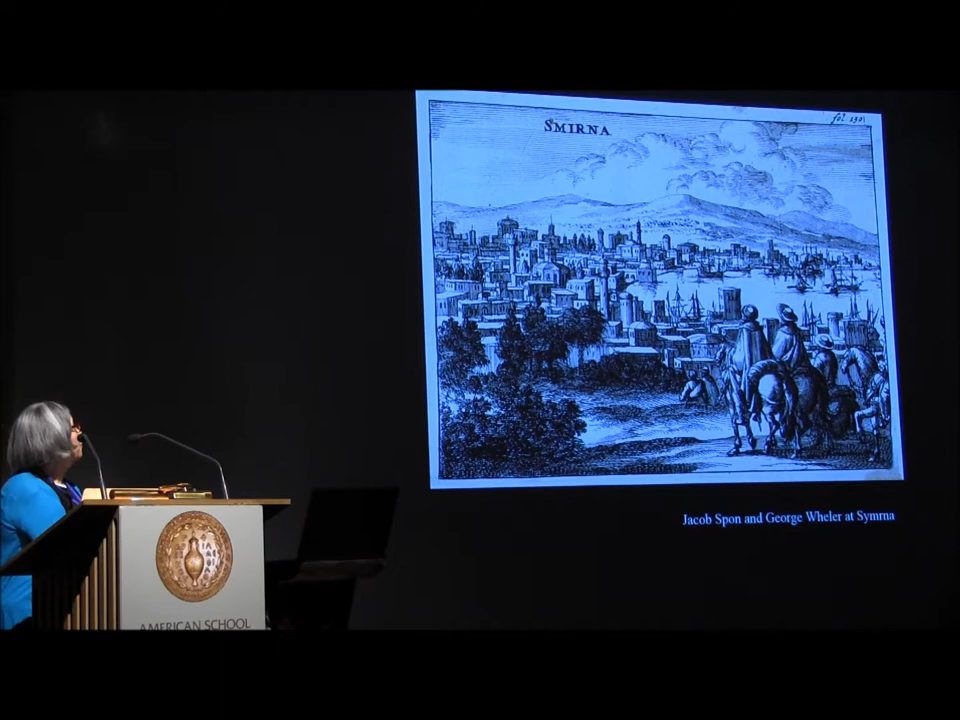 SMIRNA
fol 190
Jacob Spon and George Wheler at Symrna
AMERICAN SCHOOL